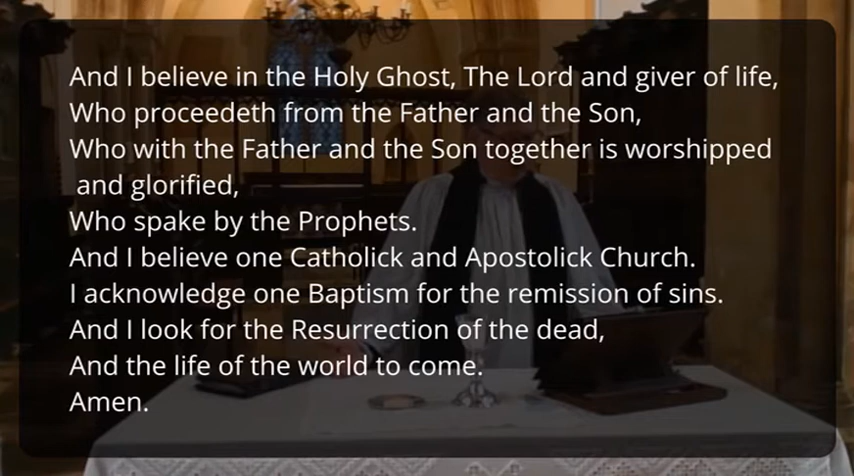 And I believe in the Holy Ghost, The Lord and giver of life,
Who proceedeth from the Father and the Son,
Who with the Father and the Son together is worshipped
and glorified,
Who spake by the Prophets.
And I believe one Catholick and Apostolick Church.
I acknowledge one Baptism for the remission of sins.
And I look for the Resurrection of the dead,
And the life of the world to come.
Amen.